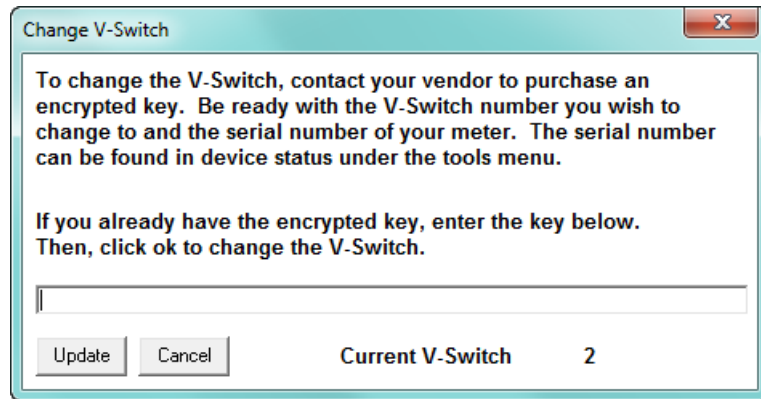 Change V-Switch
To change the V-Switch, contact your vendor to purchase an
encrypted key.  Be ready with the V-Switch number you wish to
change to and the serial number of your meter.  The serial number
can be found in device status under the tools menu.
If you already have the encrypted key, enter the key below.
Then, click ok to change the V-Switch.
Update Cancel Current V-Switch 2